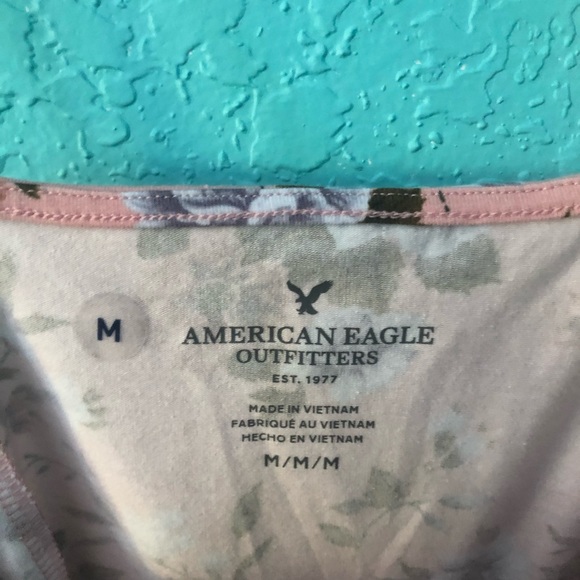 M
AMERICAN EAGLE
OUTFITTERS
EST. 1977
MADE IN VIETNAM
FABRIQUÉ AU VIETNAM
HECHO EN VIETNAM
M/M/M